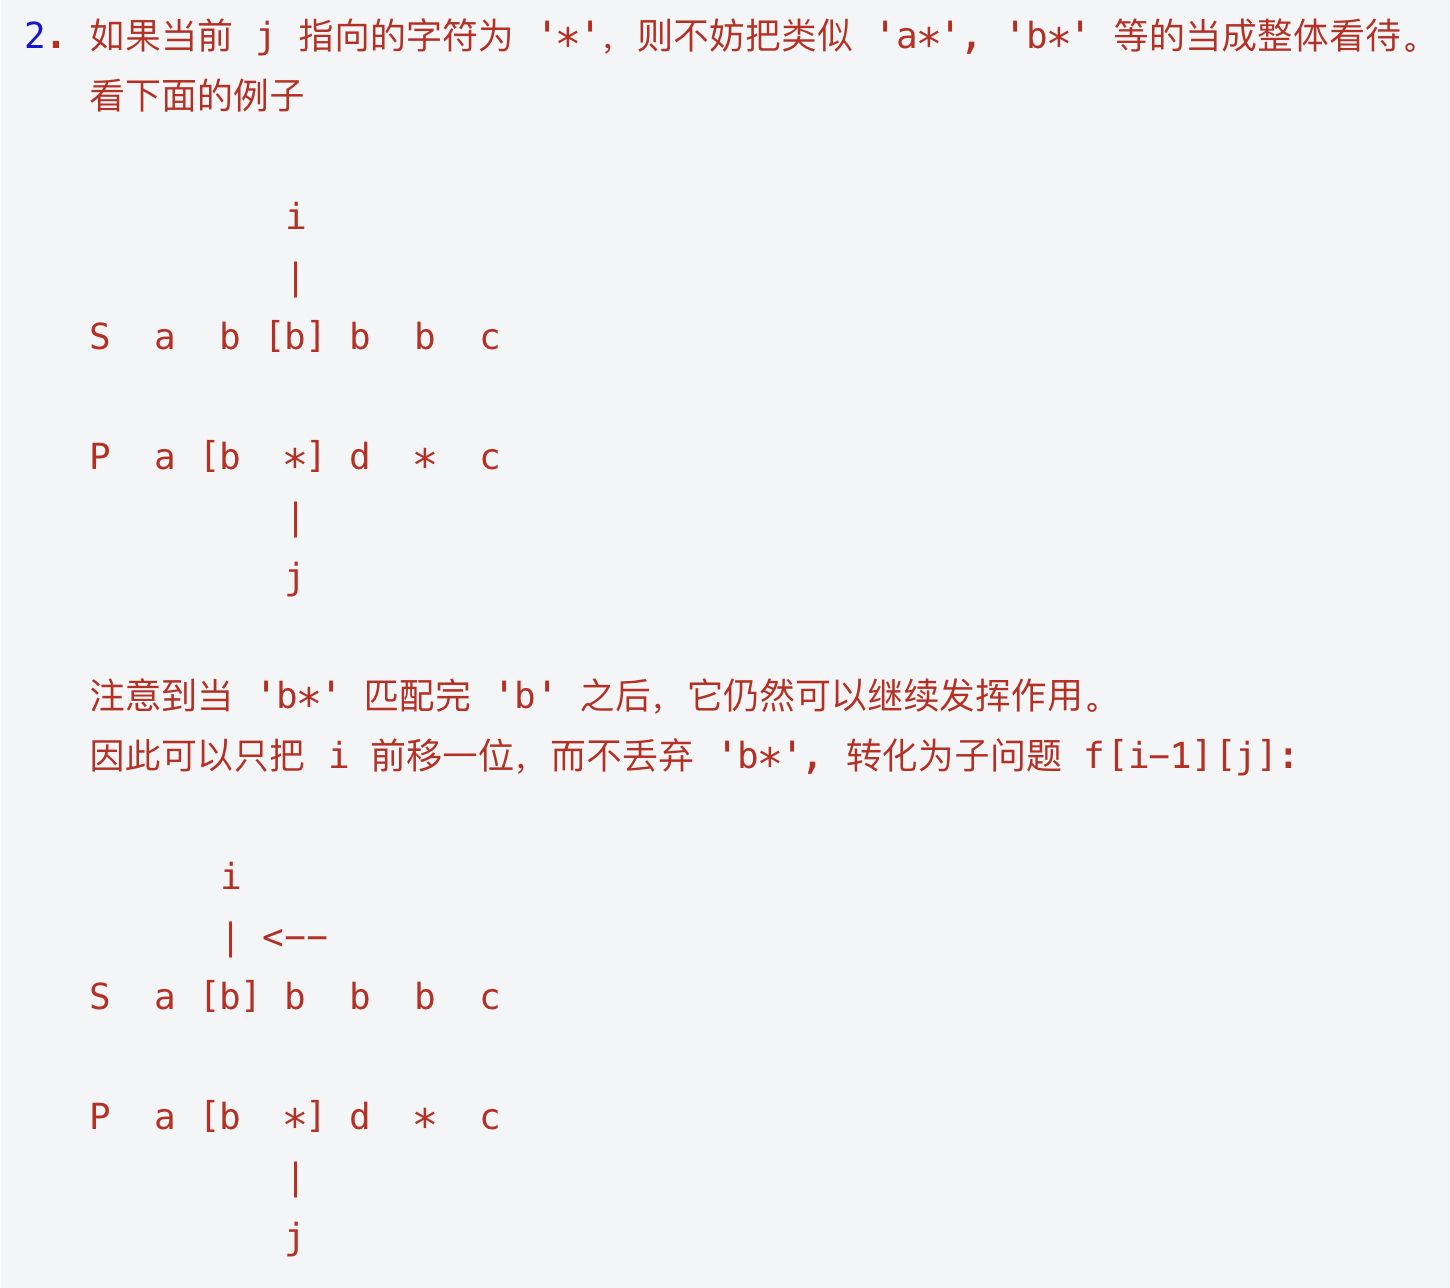 2. 如果当前 j 指向的字符为 '*'，则不妨把类似 'a*', 'b*' 等的当成整体看待。
看下面的例子
i
|
S  a  b [b] b  b  c
P  a [b  *] d  *  c
|
j
注意到当 'b*' 匹配完 'b' 之后，它仍然可以继续发挥作用。
因此可以只把 i 前移一位，而不丢弃 'b*', 转化为子问题 f[i-1][j]:
i
| <--
S  a [b] b  b  b  c
P  a [b  *] d  *  c
|
j